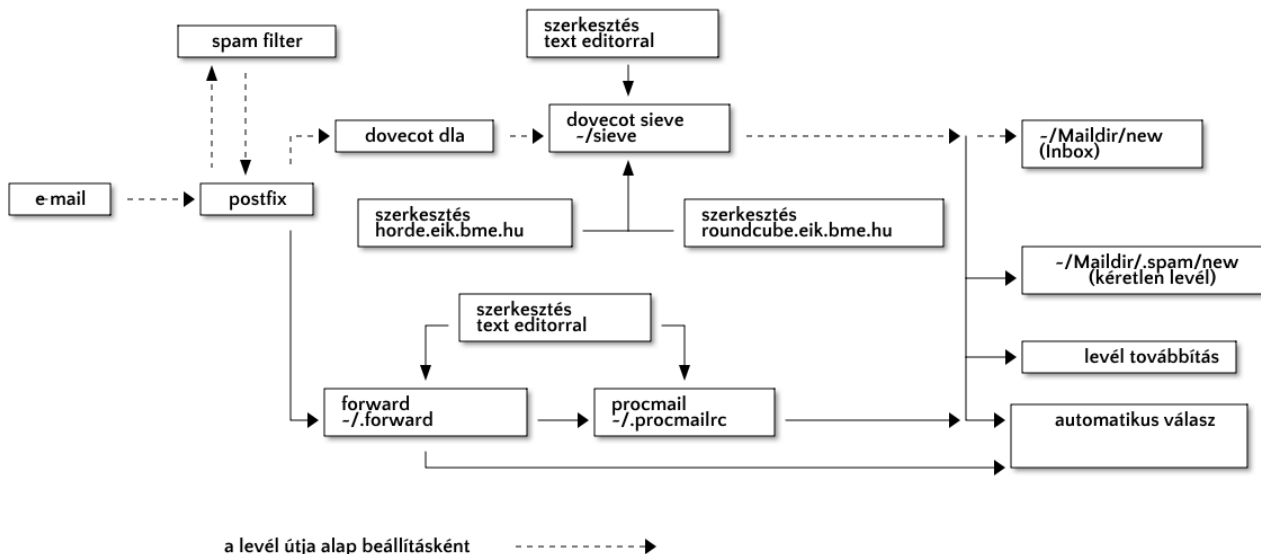 szerkesztés
text editorral
spam filter
dovecot dla
dovecot sieve
~/sieve
~/Maildir/new
(Inbox)
e-mail
postfix
szerkesztés
horde.eik.bme.hu
szerkesztés
roundcube.eik.bme.hu
~/Maildir/.spam/new
(kéretlen levél)
szerkesztés
text editorral
levél továbbítás
forward
~/.forward
procmail
~/.procmailrc
automatikus válasz
a levél útja alap beállításként